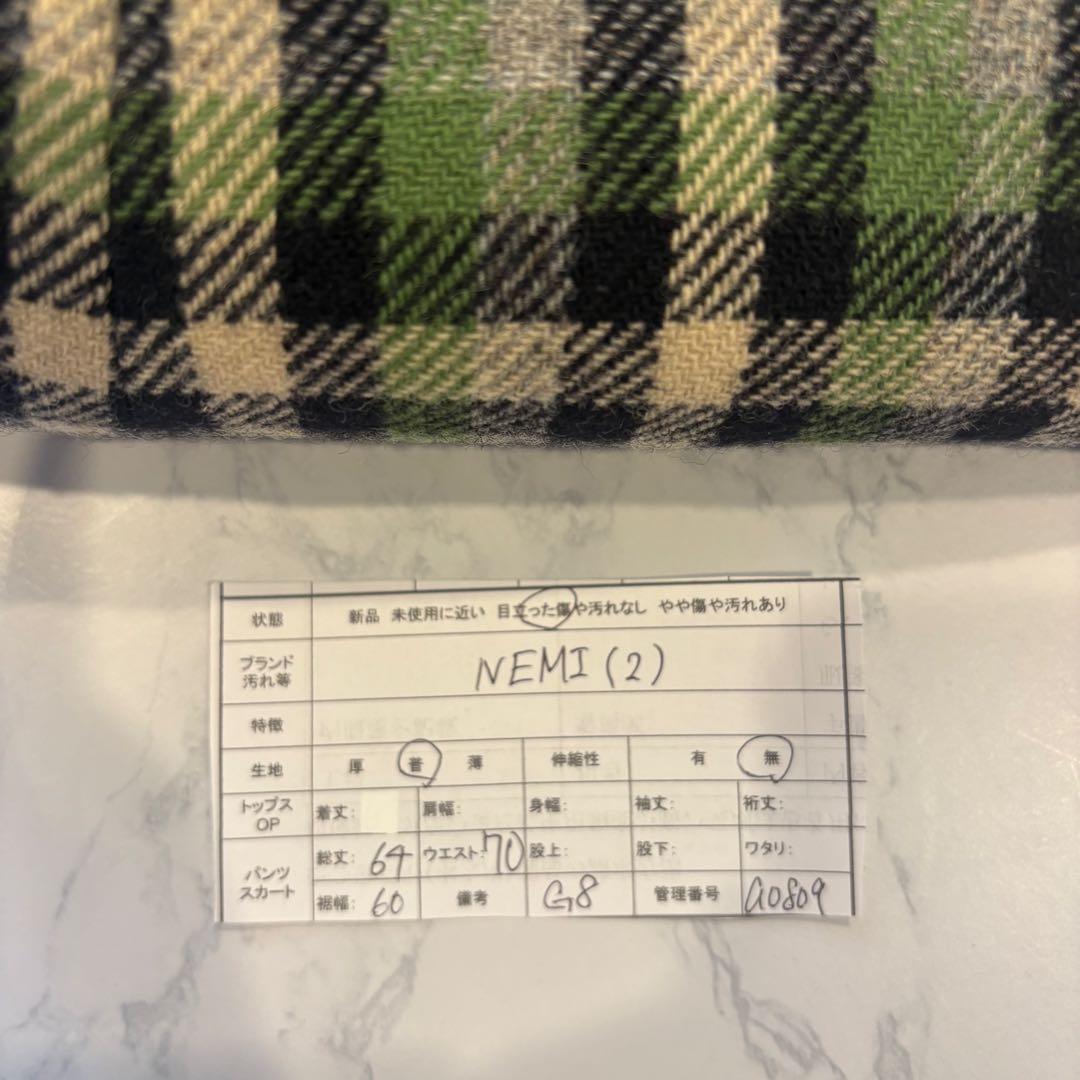 状態 新品 未使用に近い 目立った傷や汚れなし やや傷や汚れあり
ブランド
汚れ等
NEMI (2)
特徴
生地 厚 普 薄 伸縮性 有 無
トップス
OP
着丈: 肩幅: 身幅: 袖丈: 裄丈:
パンツ
スカート
総丈: 64 ウエスト: 70 股上: 股下: ワタリ:
裾幅: 60 備考 G8 管理番号 G0809